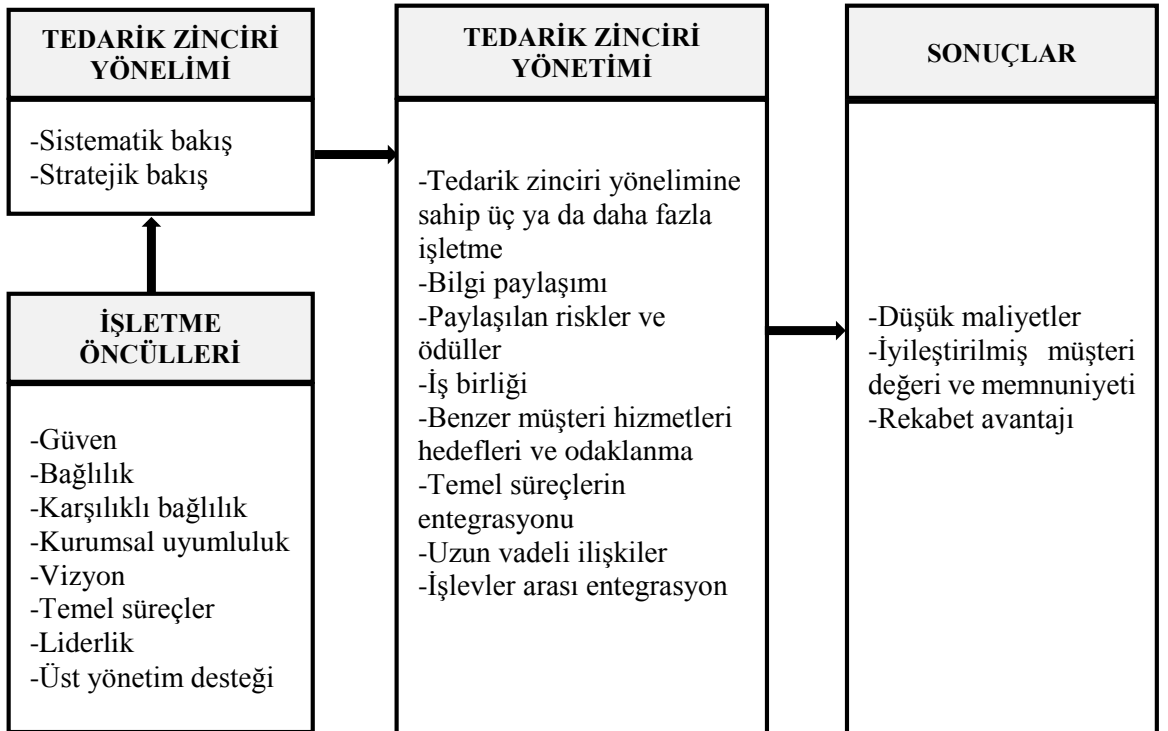 TEDARİK ZİNCİRİ
YÖNELİMİ
-Sistematik bakış
-Stratejik bakış
İŞLETME
ÖNCÜLLERİ
-Güven
-Bağlılık
-Karşılıklı bağlılık
-Kurumsal uyumluluk
-Vizyon
-Temel süreçler
-Liderlik
-Üst yönetim desteği
TEDARİK ZİNCİRİ
YÖNETİMİ
-Tedarik zinciri yönelimine
sahip üç ya da daha fazla
işletme
-Bilgi paylaşımı
-Paylaşılan riskler ve
ödüller
-İş birliği
-Benzer müşteri hizmetleri
hedefleri ve odaklanma
-Temel süreçlerin
entegrasyonu
-Uzun vadeli ilişkiler
-İşlevler arası entegrasyon
SONUÇLAR
-Düşük maliyetler
-İyileştirilmiş müşteri
değeri ve memnuniyeti
-Rekabet avantajı